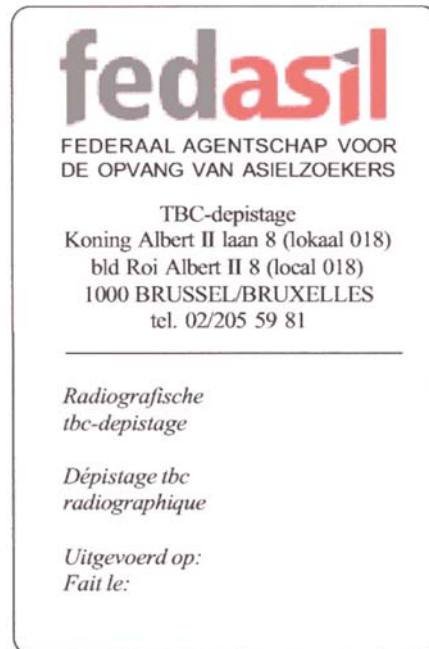 fedasil
FEDERAAL AGENTSCHAP VOOR
DE OPVANG VAN ASIELZOEKERS
TBC-depistage
Koning Albert II laan 8 (lokaal 018)
bld Roi Albert II 8 (local 018)
1000 BRUSSEL/BRUXELLES
tel. 02/205 59 81
Radiografische
tbc-depistage
Dépistage tbc
radiographique
Uitgevoerd op:
Fait le: